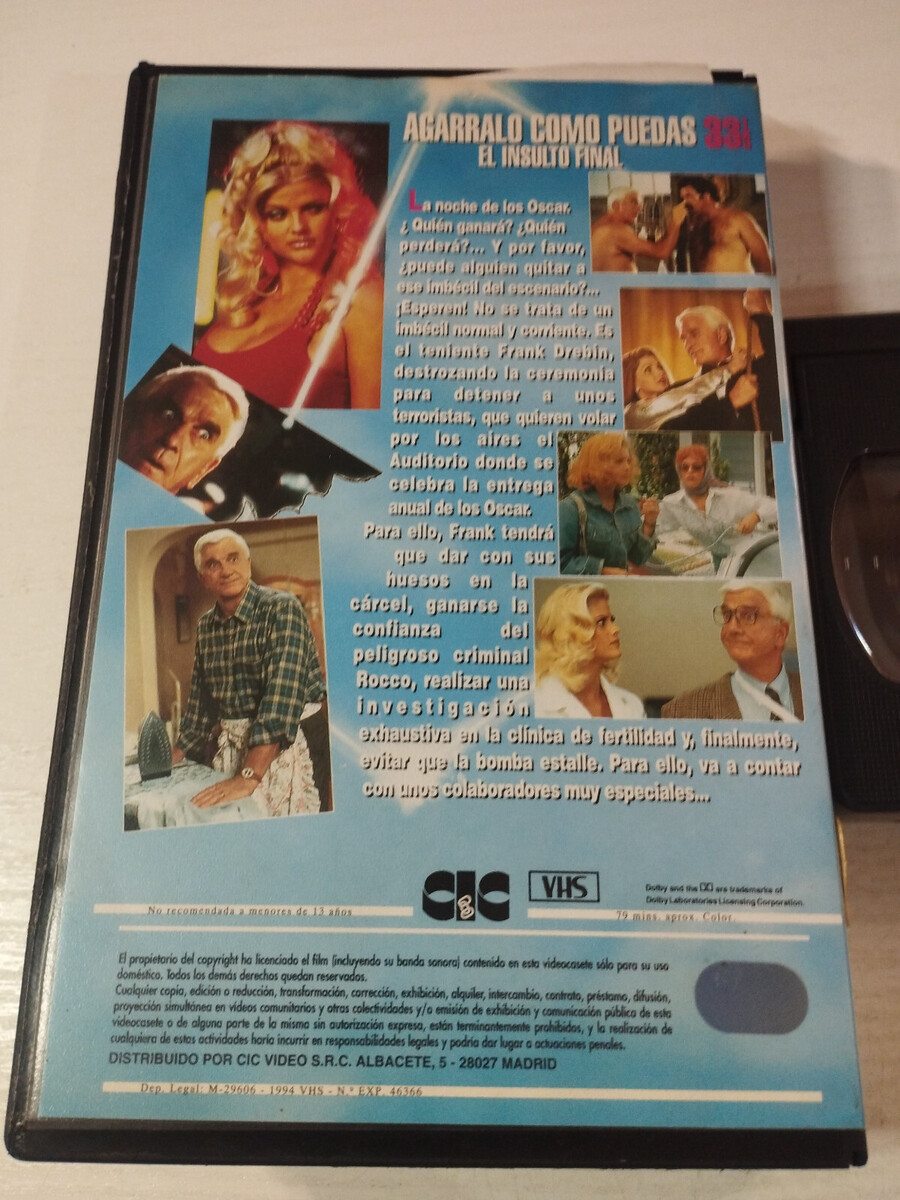 AGARRALO COMO PUEDAS 33
EL INSULTO FINAL
La noche de los Oscar.
¿ Quién ganará? ¿Quién
perderá?... Y por favor,
¿puede alguien quitar a
ese imbécil del escenario?...
¡Esperen! No se trata de un
imbécil normal y corriente. Es
el teniente Frank Drebin,
destrozando la ceremonia
para detener a unos
terroristas, que quieren volar
por los aires el
Auditorio donde se
celebra la entrega
anual de los Oscar.
Para ello, Frank tendrá
que dar con sus
huesos en la
cárcel, ganarse la
confianza del
peligroso criminal
Rocco, realizar una
investigación
exhaustiva en la clínica de fertilidad y, finalmente,
evitar que la bomba estalle. Para ello, va a contar
con unos colaboradores muy especiales...
CIC
VHS
Dolby and the DD are trademarks of
Dolby Laboratories Licensing Corporation.
No recomendada a menores de 13 años
79 mins. aprox. Color.
El propietario del copyright ha licenciado el film (incluyendo su banda sonora) contenido en esta videocasete sólo para su uso
doméstico. Todos los demás derechos quedan reservados.
Cualquier copia, edición o reducción, transformación, corrección, exhibición, alquiler, intercambio, contrato, préstamo, difusión,
proyección simultánea en vídeos comunitarios y otras colectividades y/o emisión de exhibición y comunicación pública de esta
videocasete o de alguna parte de la misma sin autorización expresa, están terminantemente prohibidos, y la realización de
cualquiera de estas actividades haría incurrir en responsabilidades legales y podría dar lugar a actuaciones penales.
DISTRIBUIDO POR CIC VIDEO S.R.C. ALBACETE, 5 - 28027 MADRID
Dep. Legal: M-29606 - 1994 VHS - N.º EXP. 46366